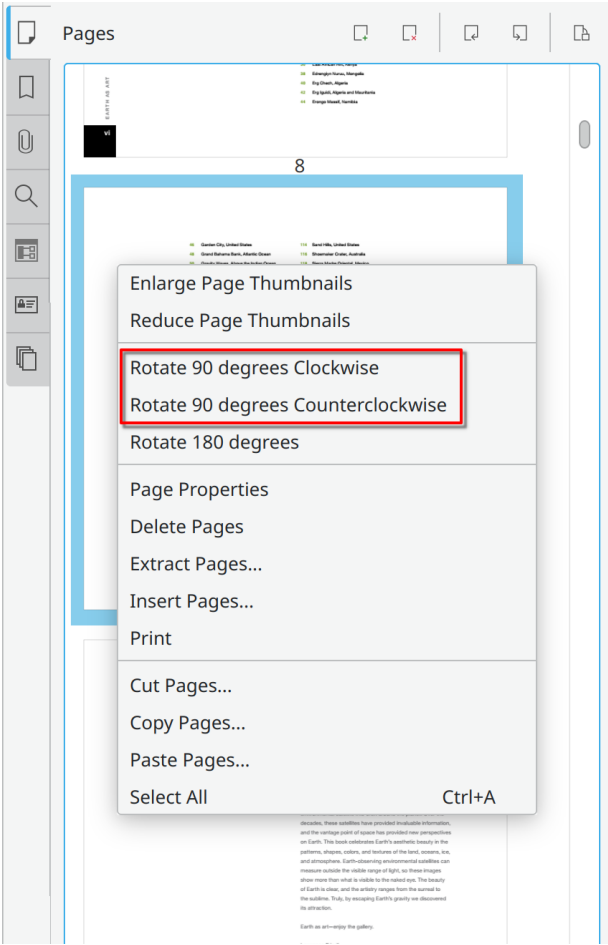 Pages
EARTH AS ART
44 Erongo Massif, Namibia
vi
8
46 Garden City, United States
48 Grand Bahama Bank, Atlantic Ocean
116 Sand Hills, United States
118 Shoemaker Crater, Australia
Enlarge Page Thumbnails
Reduce Page Thumbnails
Rotate 90 degrees Clockwise
Rotate 90 degrees Counterclockwise
Rotate 180 degrees
Page Properties
Delete Pages
Extract Pages...
Insert Pages...
Print
Cut Pages...
Copy Pages...
Paste Pages...
Select All Ctrl+A
decades, these satellites have provided invaluable information,
and the vantage point of space has provided new perspectives
on Earth. This book celebrates Earth's aesthetic beauty in the
patterns, shapes, colors, and textures of the land, oceans, ice,
and atmosphere. Earth-observing environmental satellites can
measure outside the visible range of light, so these images
show more than what is visible to the naked eye. The beauty
of Earth is clear, and the artistry ranges from the surreal to
the sublime. Truly, by escaping Earth's gravity we discovered
its attraction.
Earth as art—enjoy the gallery.